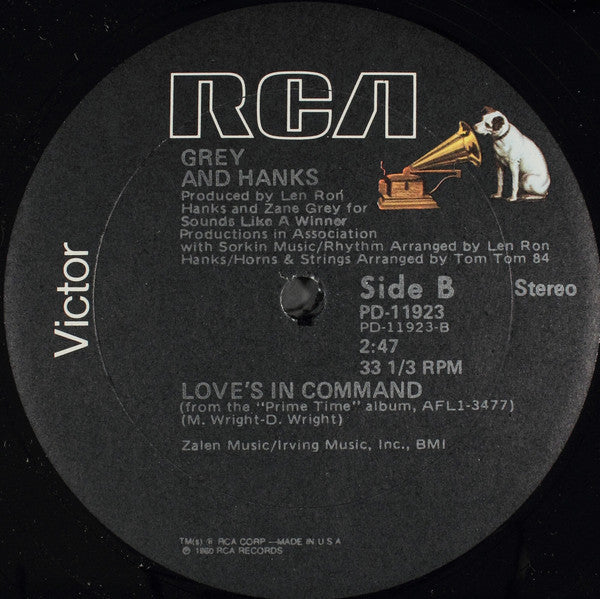 RCA
GREY
AND HANKS
Produced by Len Ron
Hanks and Zane Grey for
Sounds Like A Winner
Productions in Association
with Sorkin Music/Rhythm Arranged by Len Ron
Hanks/Horns & Strings Arranged by Tom Tom 84
Victor
Side B
Stereo
PD-11923
PD-11923-B
2:47
33 1/3 RPM
LOVE'S IN COMMAND
(from the "Prime Time" album, AFL1-3477)
(M. Wright-D. Wright)
Zalen Music/Irving Music, Inc., BMI
TM(s) ® RCA CORP —MADE IN U S A
℗ 1980 RCA RECORDS